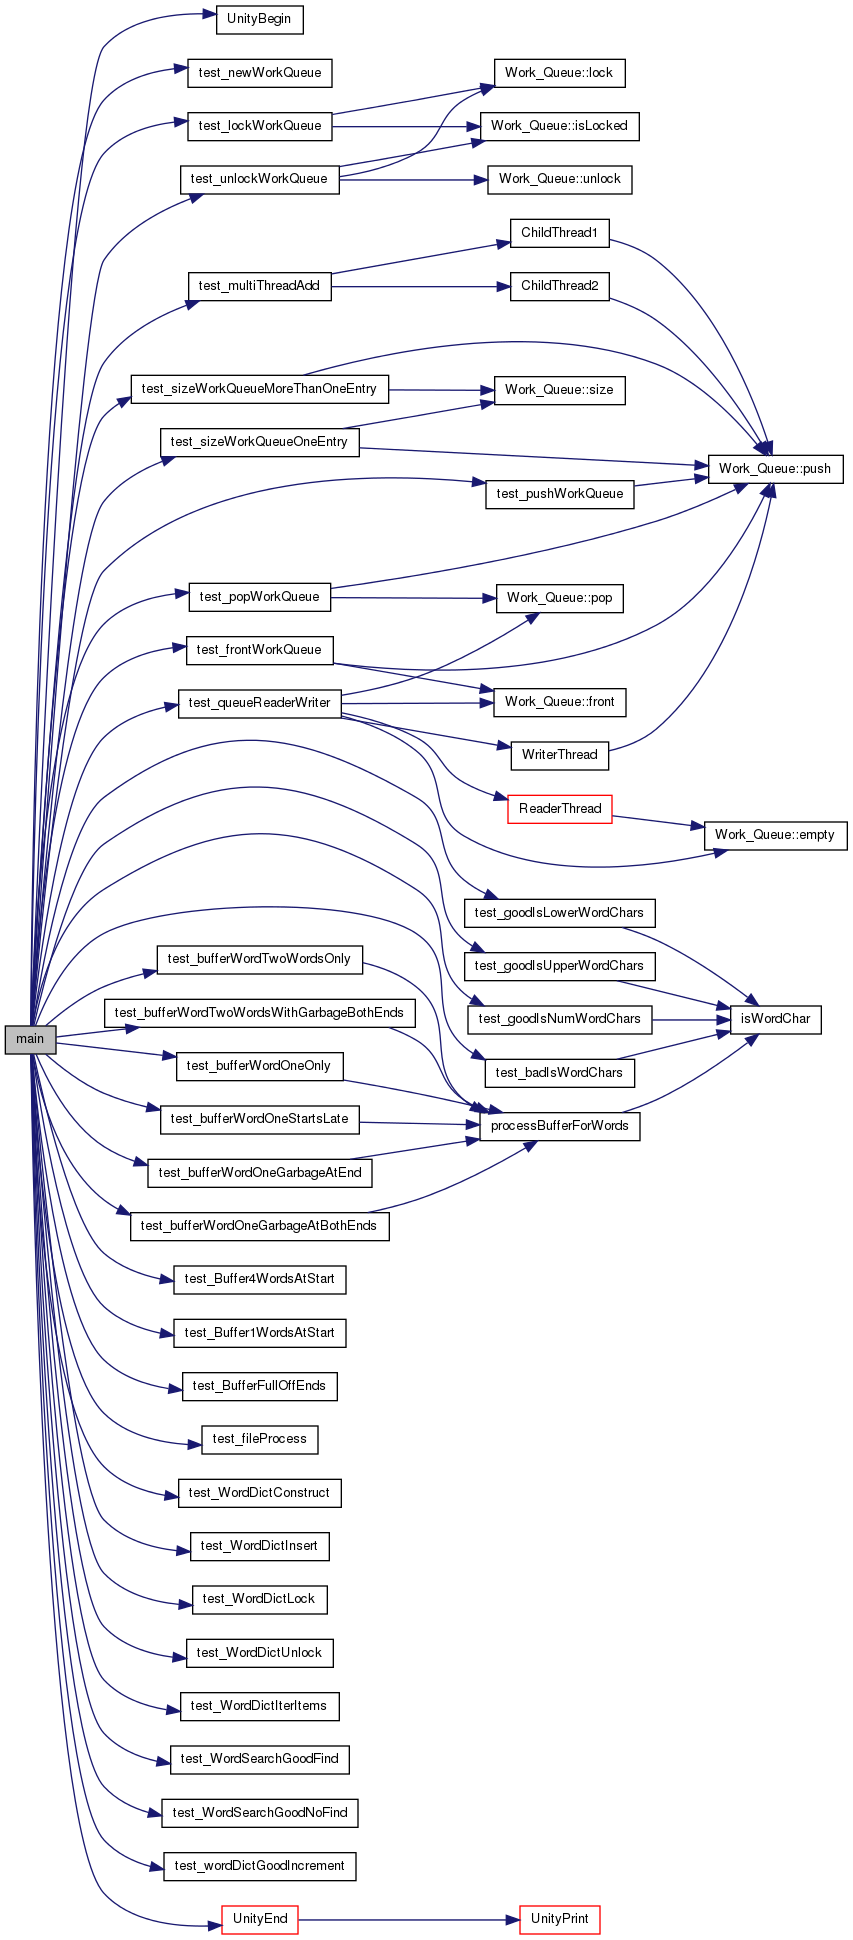 UnityBegin
test_newWorkQueue
Work_Queue::lock
test_lockWorkQueue
Work_Queue::isLocked
test_unlockWorkQueue
Work_Queue::unlock
ChildThread1
test_multiThreadAdd
ChildThread2
test_sizeWorkQueueMoreThanOneEntry
Work_Queue::size
test_sizeWorkQueueOneEntry
Work_Queue::push
test_pushWorkQueue
test_popWorkQueue
Work_Queue::pop
test_frontWorkQueue
test_queueReaderWriter
Work_Queue::front
WriterThread
ReaderThread
Work_Queue::empty
test_goodIsLowerWordChars
test_bufferWordTwoWordsOnly
test_goodIsUpperWordChars
test_bufferWordTwoWordsWithGarbageBothEnds
test_goodIsNumWordChars
isWordChar
main
test_bufferWordOneOnly
test_badIsWordChars
test_bufferWordOneStartsLate
processBufferForWords
test_bufferWordOneGarbageAtEnd
test_bufferWordOneGarbageAtBothEnds
test_Buffer4WordsAtStart
test_Buffer1WordsAtStart
test_BufferFullOffEnds
test_fileProcess
test_WordDictConstruct
test_WordDictInsert
test_WordDictLock
test_WordDictUnlock
test_WordDictIterItems
test_WordSearchGoodFind
test_WordSearchGoodNoFind
test_wordDictGoodIncrement
UnityEnd
UnityPrint